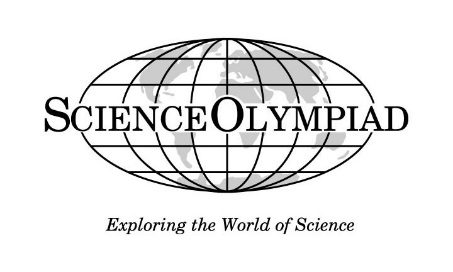 SCIENCEOLYMPIAD
Exploring the World of Science